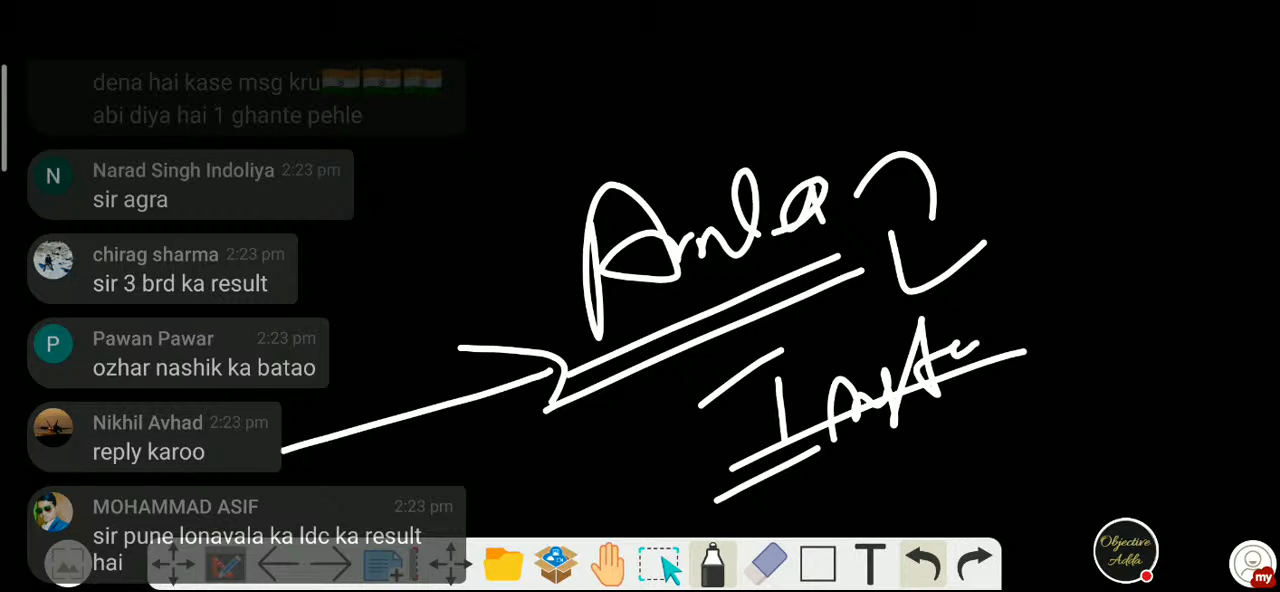 dena hai kase msg kru🇮🇳🇮🇳🇮🇳
abi diya hai 1 ghante pehle
N
Narad Singh Indoliya 2:23 pm
sir agra
chirag sharma 2:23 pm
sir 3 brd ka result
P
Pawan Pawar 2:23 pm
ozhar nashik ka batao
Nikhil Avhad 2:23 pm
reply karoo
MOHAMMAD ASIF 2:23 pm
sir pune lonavala ka ldc ka result
hai
T
Objective
Adda
my